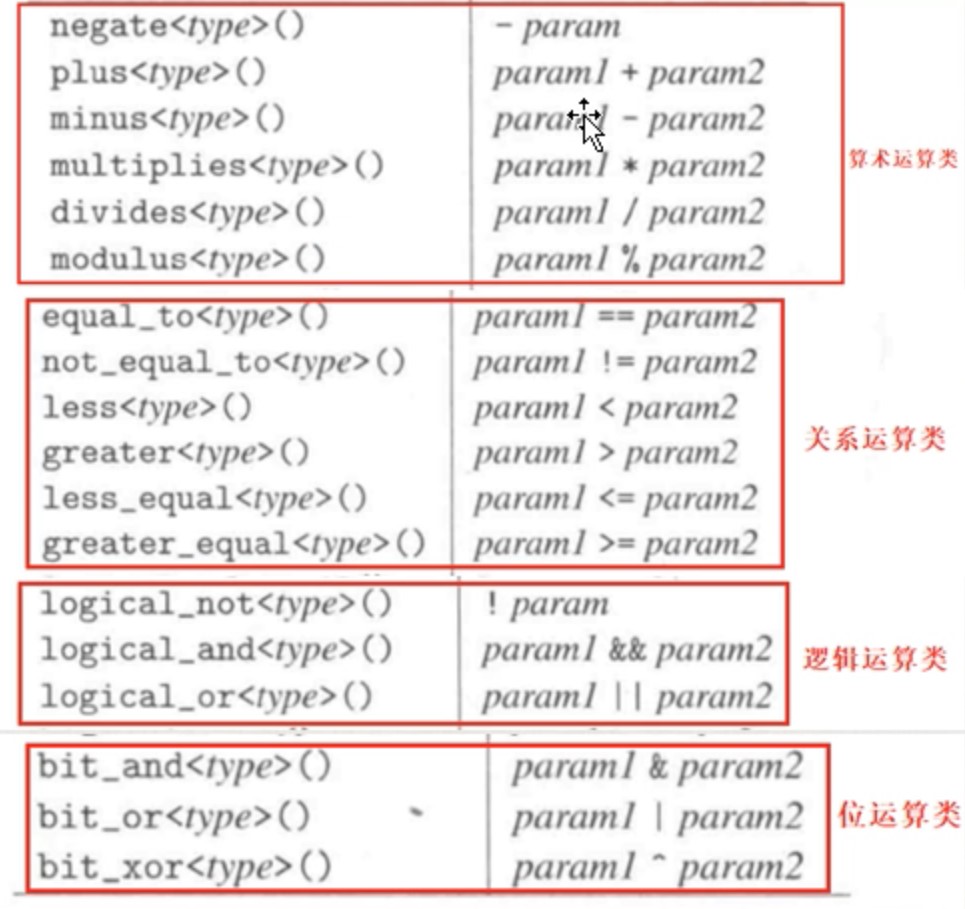 negate<type>() - param
plus<type>() param1 + param2
minus<type>() param1 - param2
multiplies<type>() param1 * param2
divides<type>() param1 / param2
modulus<type>() param1 % param2
算术运算类
equal_to<type>() param1 == param2
not_equal_to<type>() param1 != param2
less<type>() param1 < param2
greater<type>() param1 > param2
less_equal<type>() param1 <= param2
greater_equal<type>() param1 >= param2
关系运算类
logical_not<type>() ! param
logical_and<type>() param1 && param2
logical_or<type>() param1 || param2
逻辑运算类
bit_and<type>() param1 & param2
bit_or<type>() param1 | param2
bit_xor<type>() param1 ^ param2
位运算类